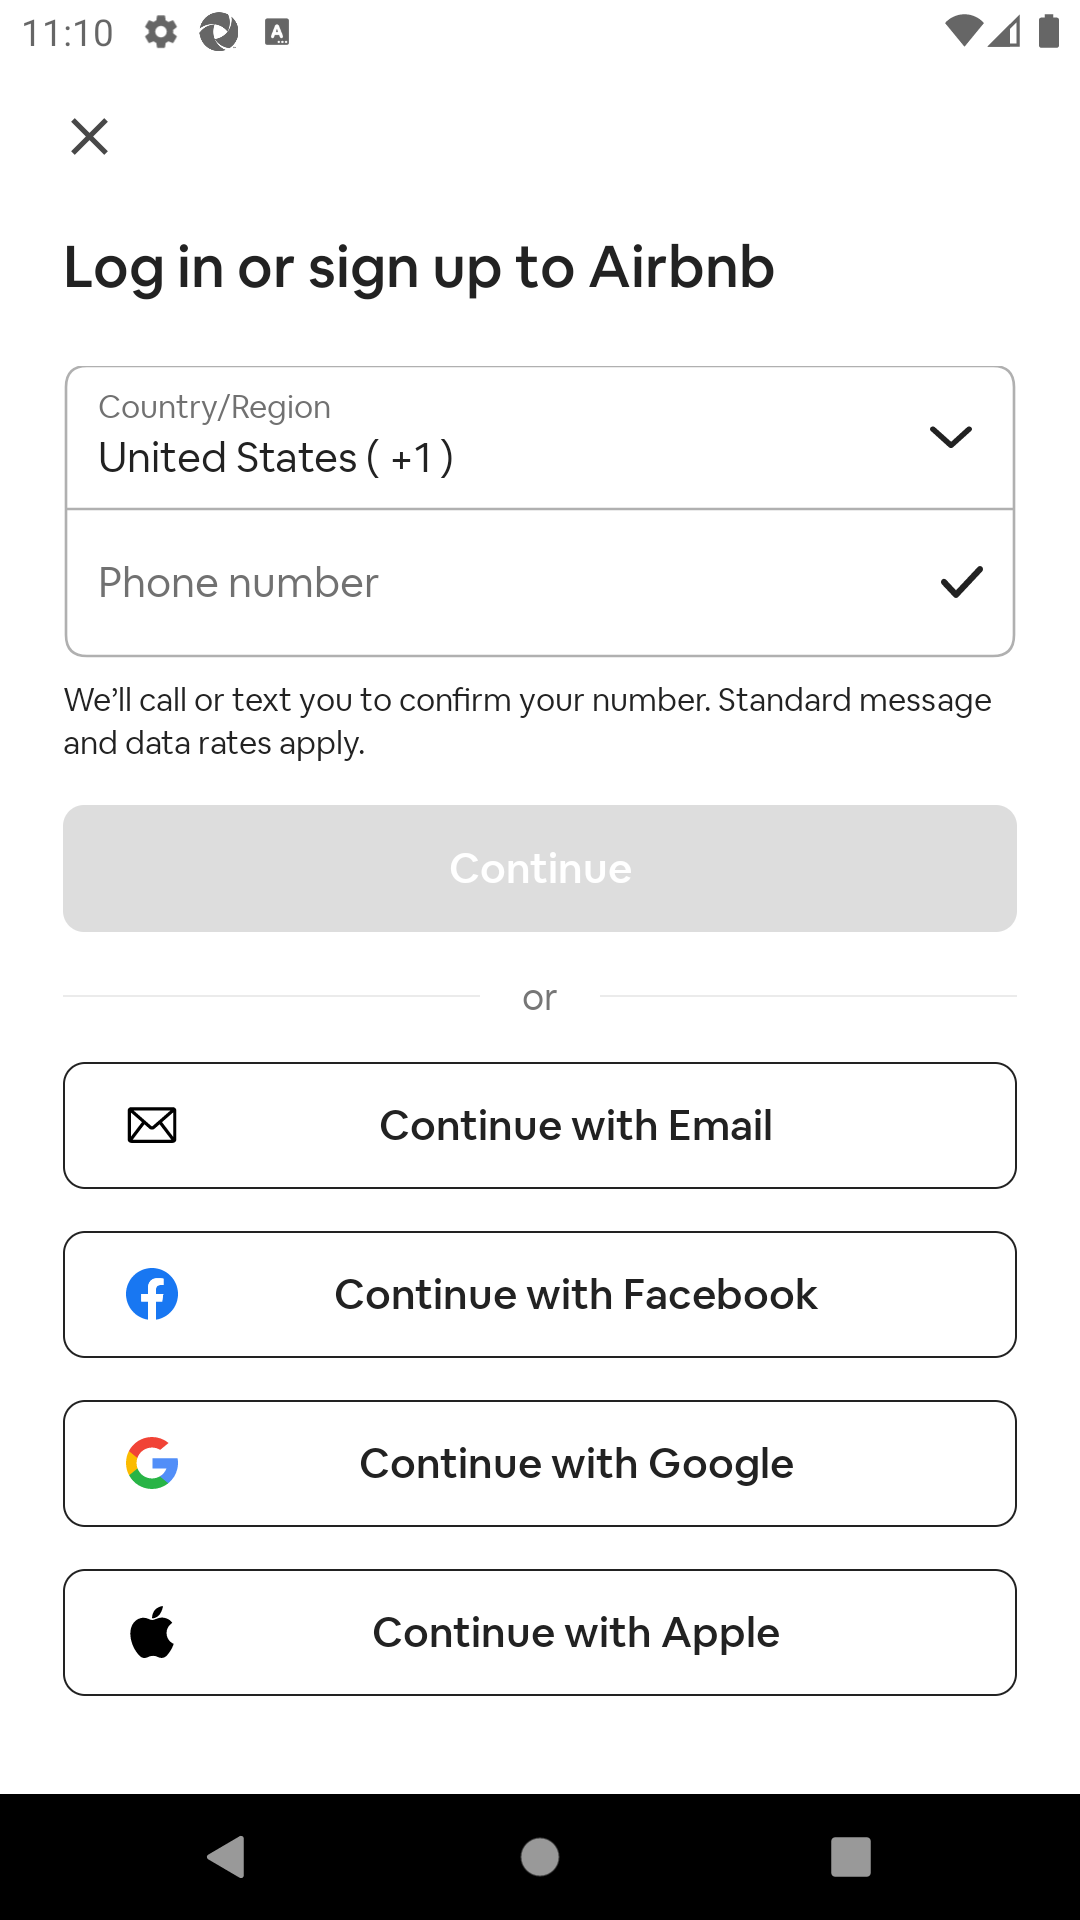 11:10
Log in or sign up to Airbnb
Country/Region
United States ( +1 )
Phone number
We’ll call or text you to confirm your number. Standard message
and data rates apply.
Continue
or
Continue with Email
Continue with Facebook
Continue with Google
Continue with Apple